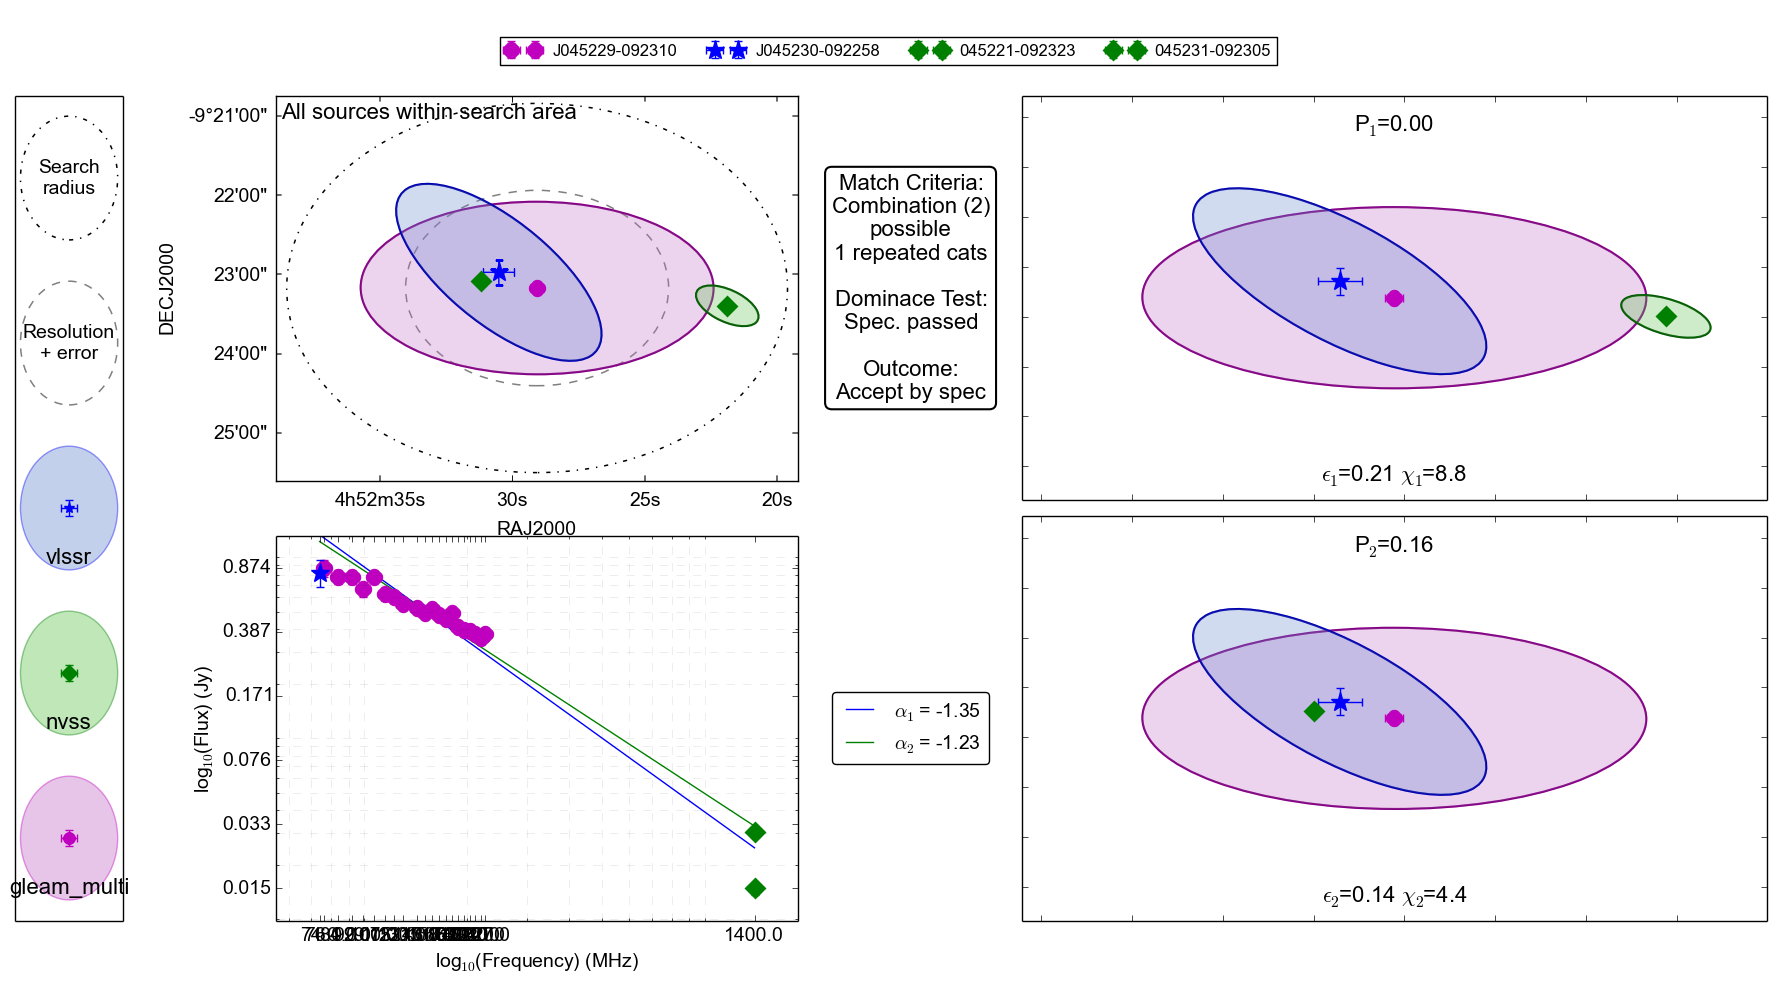 J045229-092310
J045230-092258
045221-092323
045231-092305
Search
radius
Resolution
+ error
vlssr
nvss
gleam_multi
All sources within search area
DECJ2000
-9°21'00"
22'00"
23'00"
24'00"
25'00"
4h52m35s
30s
25s
20s
RAJ2000
Match Criteria:
Combination (2)
possible
1 repeated cats
Dominace Test:
Spec. passed
Outcome:
Accept by spec
P₁=0.00
ϵ₁=0.21 χ₁=8.8
log₁₀(Flux) (Jy)
0.874
0.387
0.171
0.076
0.033
0.015
1400.0
log₁₀(Frequency) (MHz)
α₁ = -1.35
α₂ = -1.23
P₂=0.16
ϵ₂=0.14 χ₂=4.4